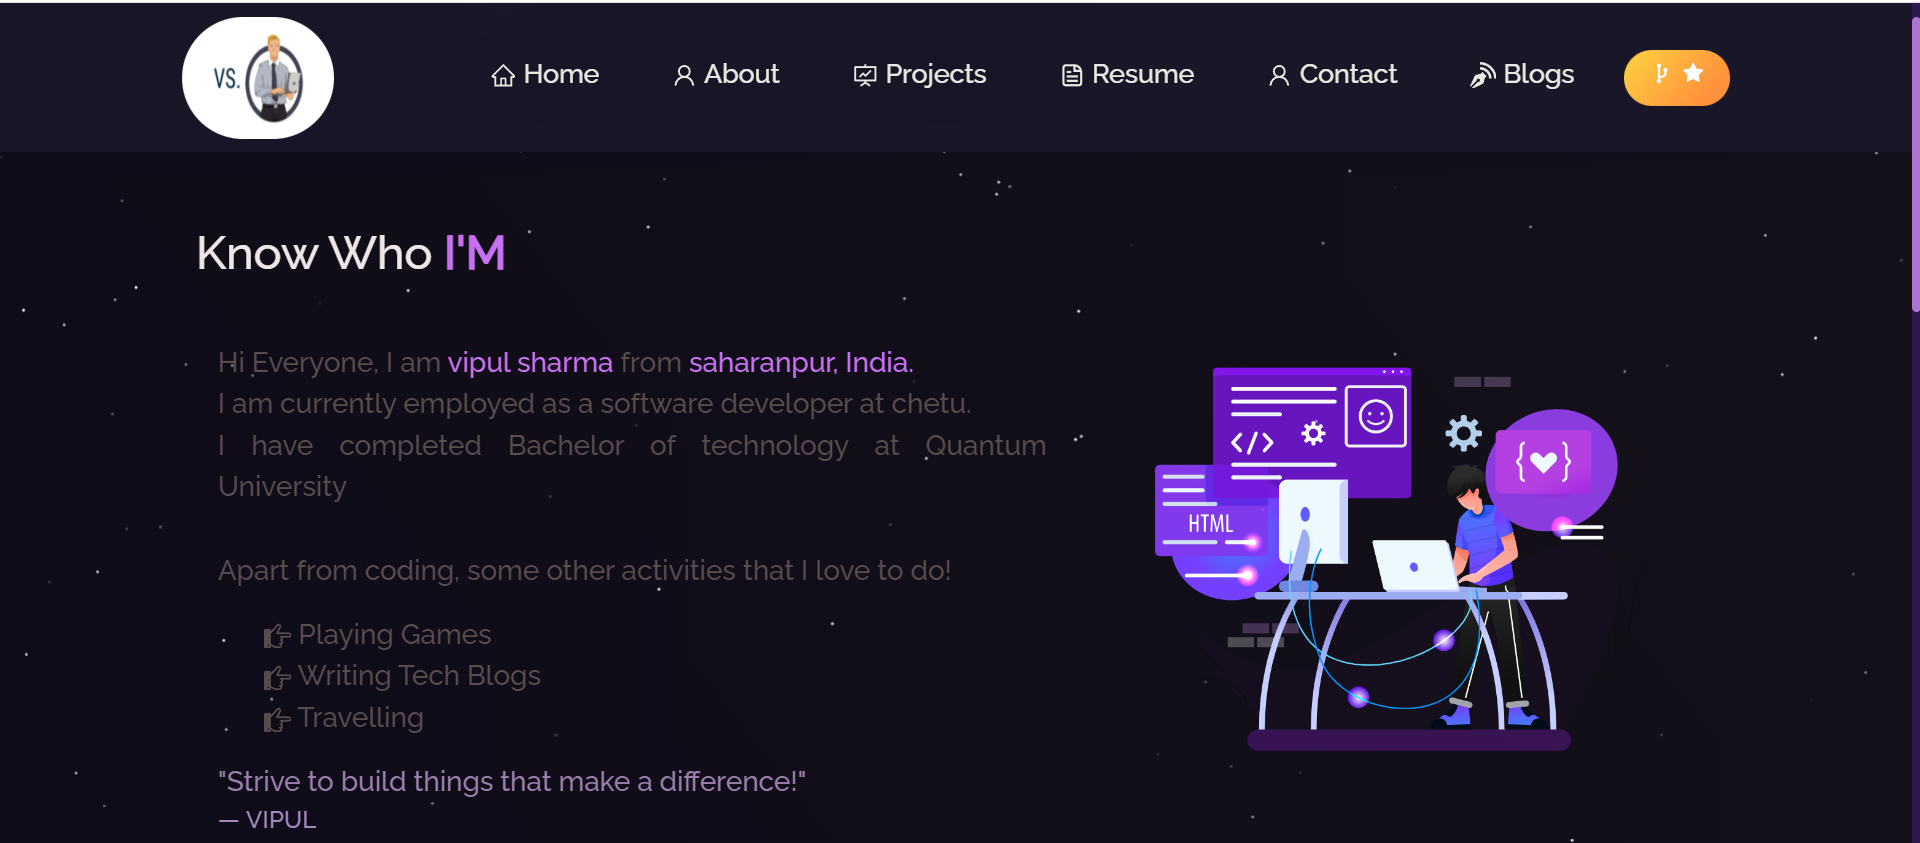 VS.
Home
About
Projects
Resume
Contact
Blogs
Know Who I'M
Hi Everyone, I am vipul sharma from saharanpur, India.
I am currently employed as a software developer at chetu.
I have completed Bachelor of technology at Quantum
University
Apart from coding, some other activities that I love to do!
Playing Games
Writing Tech Blogs
Travelling
"Strive to build things that make a difference!"
— VIPUL
</>
HTML
{ }